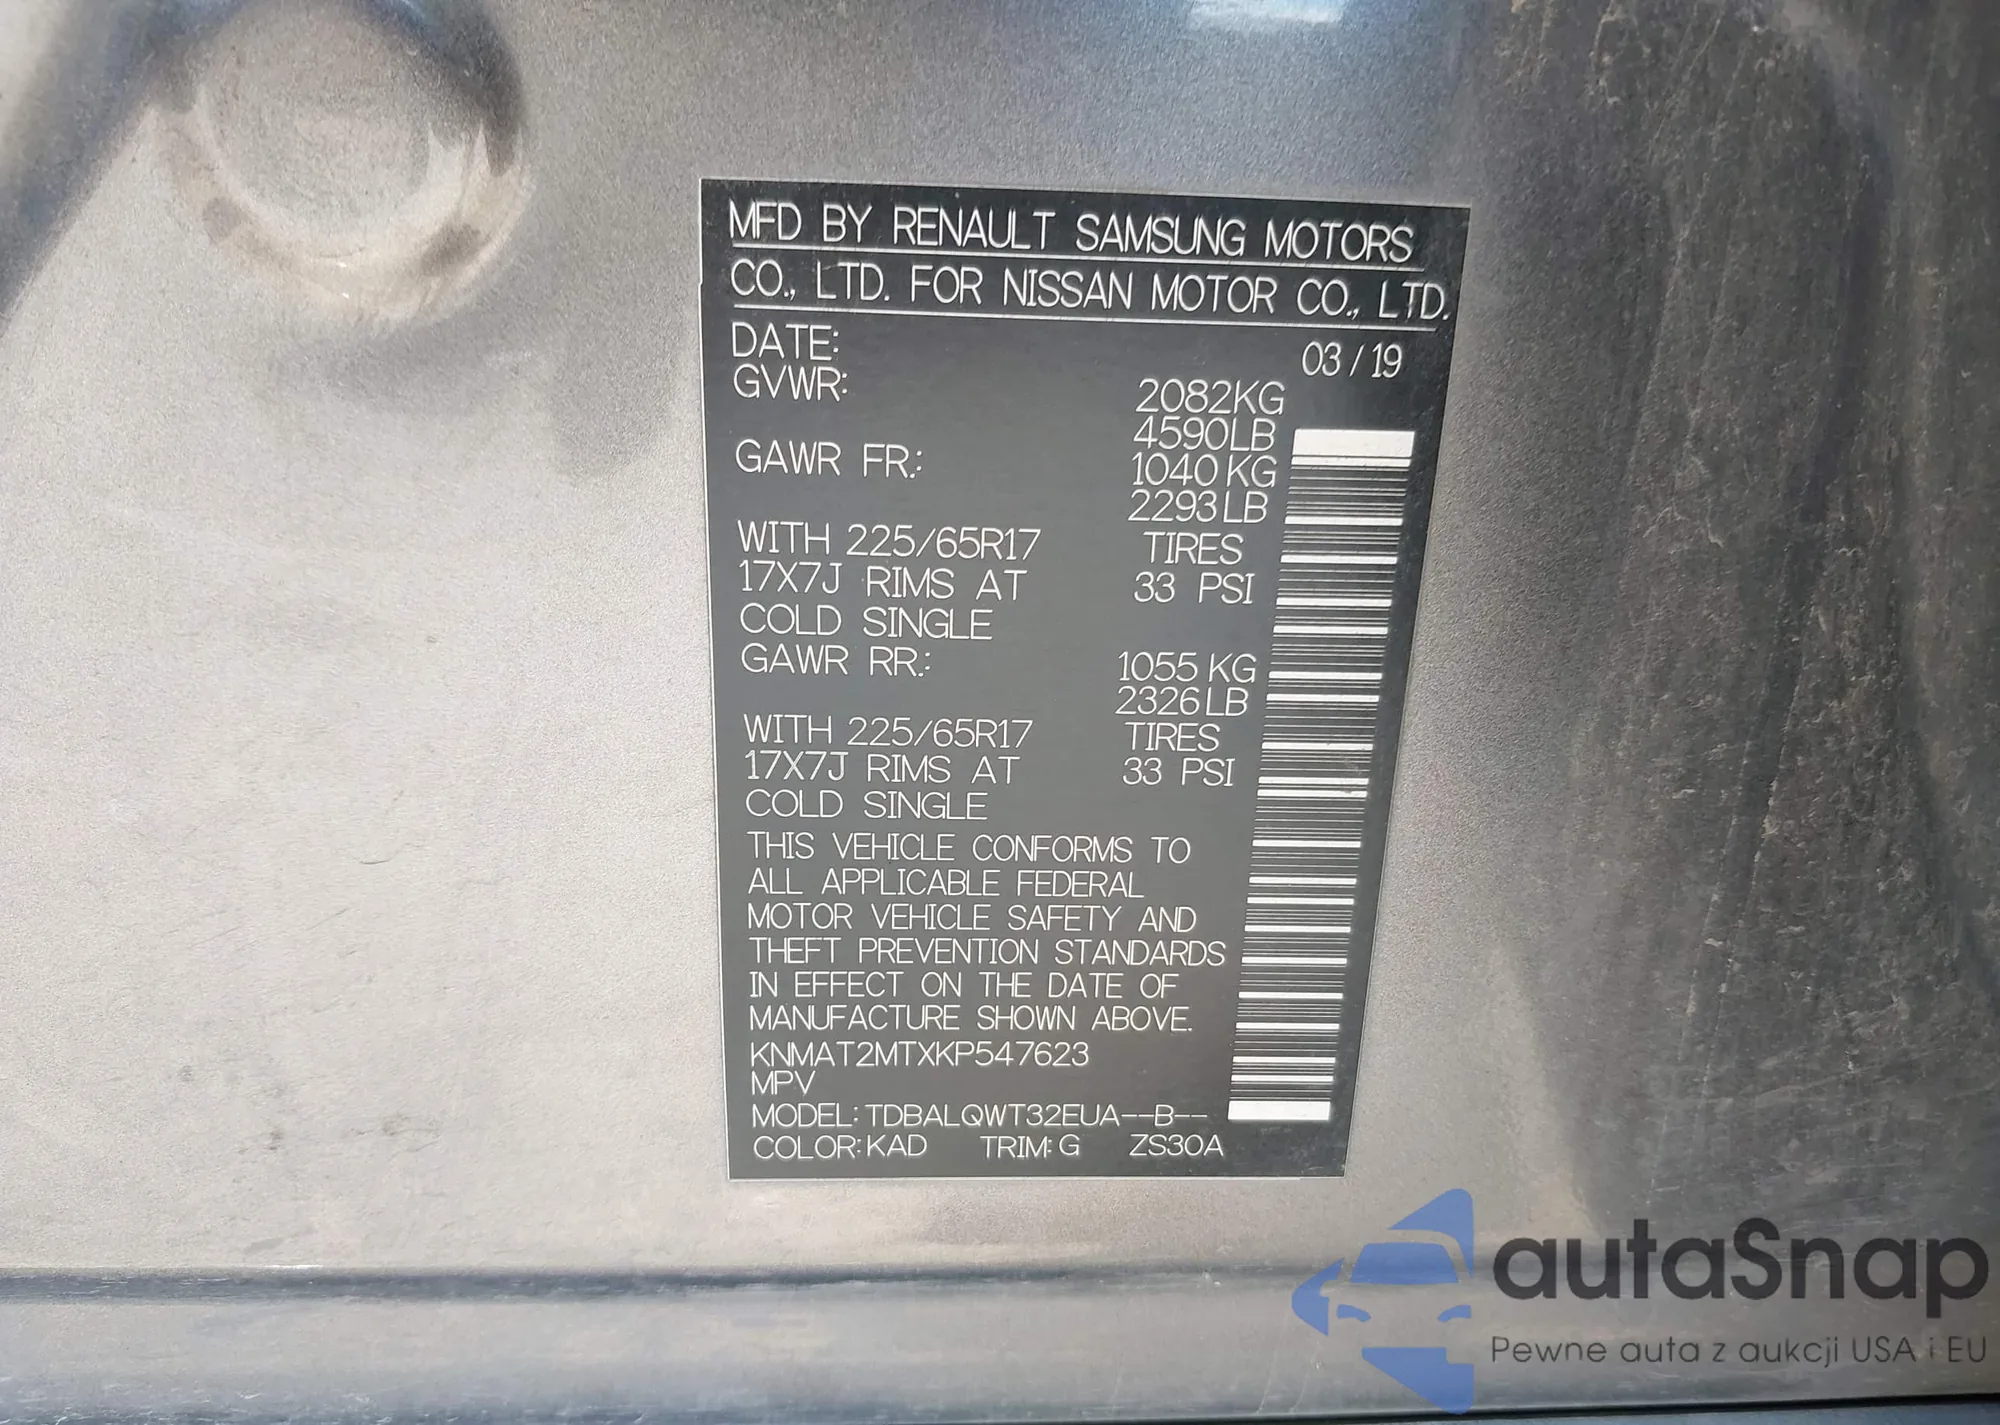 MFD BY RENAULT SAMSUNG MOTORS
CO., LTD. FOR NISSAN MOTOR CO., LTD.
DATE: 03 / 19
GVWR: 2082KG
4590LB
GAWR FR.: 1040 KG
2293 LB
WITH 225/65R17 TIRES
17X7J RIMS AT 33 PSI
COLD SINGLE
GAWR RR.: 1055 KG
2326 LB
WITH 225/65R17 TIRES
17X7J RIMS AT 33 PSI
COLD SINGLE
THIS VEHICLE CONFORMS TO
ALL APPLICABLE FEDERAL
MOTOR VEHICLE SAFETY AND
THEFT PREVENTION STANDARDS
IN EFFECT ON THE DATE OF
MANUFACTURE SHOWN ABOVE.
KNMAT2MTXKP547623
MPV
MODEL: TDBALQWT32EUA--B--
COLOR: KAD TRIM: G ZS30A
autaSnap
Pewne auta z aukcji USA i EU